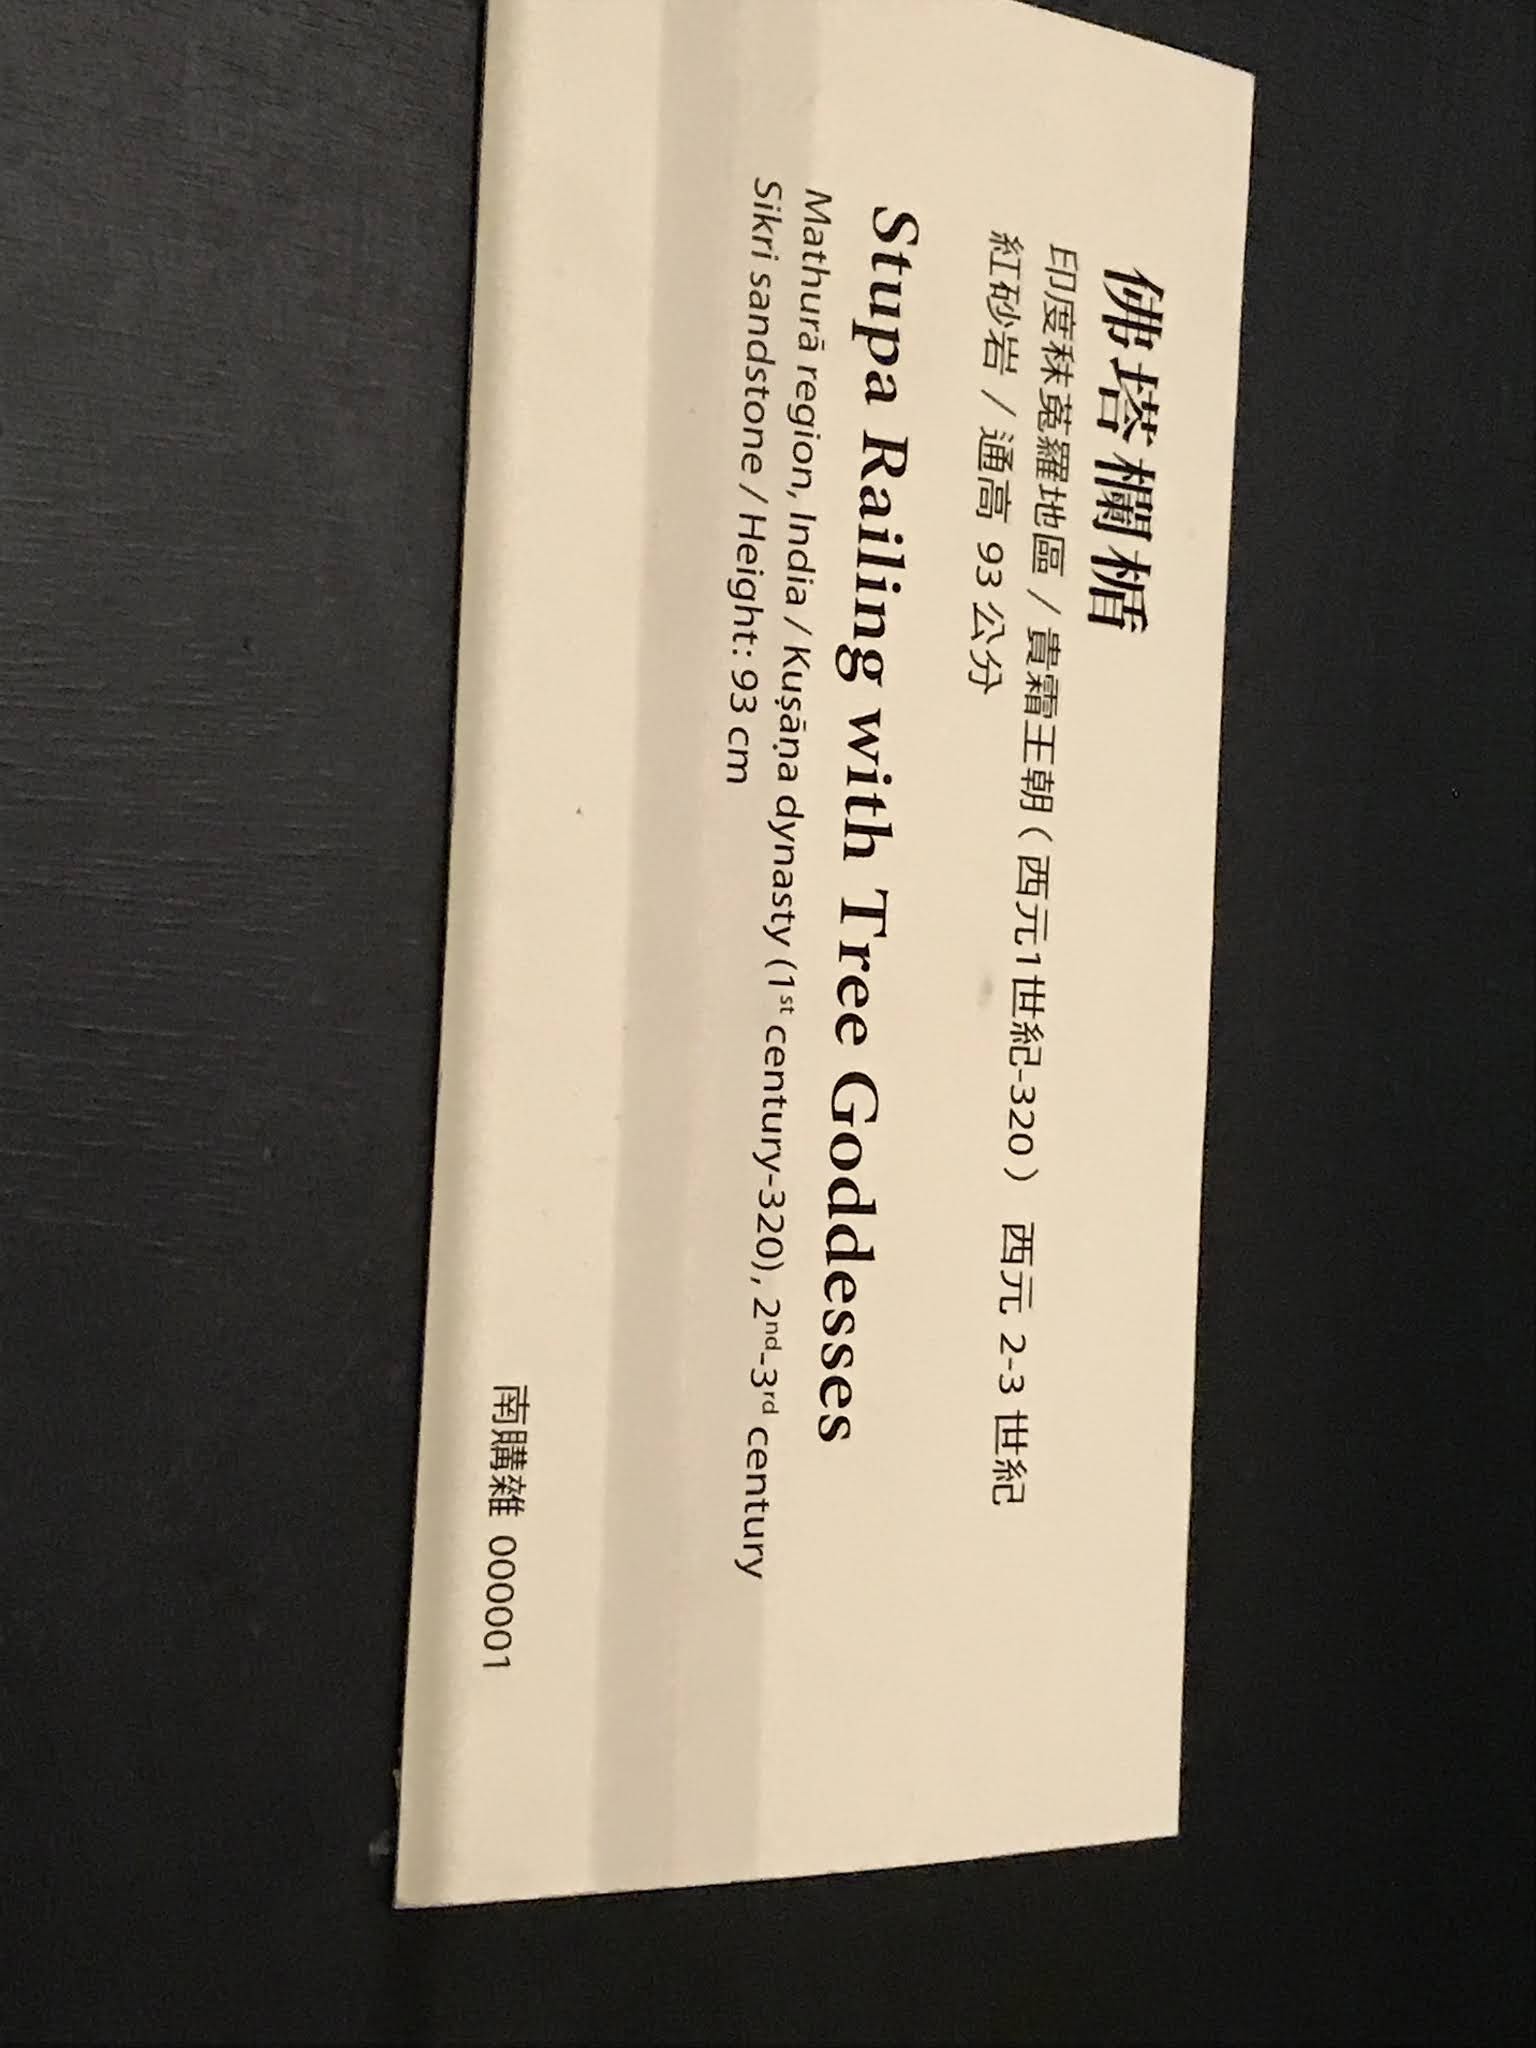 佛塔欄楯
印度秣菟羅地區 / 貴霜王朝（西元1世紀-320） 西元 2-3 世紀
紅砂岩 / 通高 93 公分
Stupa Railing with Tree Goddesses
Mathurā region, India / Kuṣāṇa dynasty (1st century-320), 2nd-3rd century
Sikri sandstone / Height: 93 cm
南購雜 000001